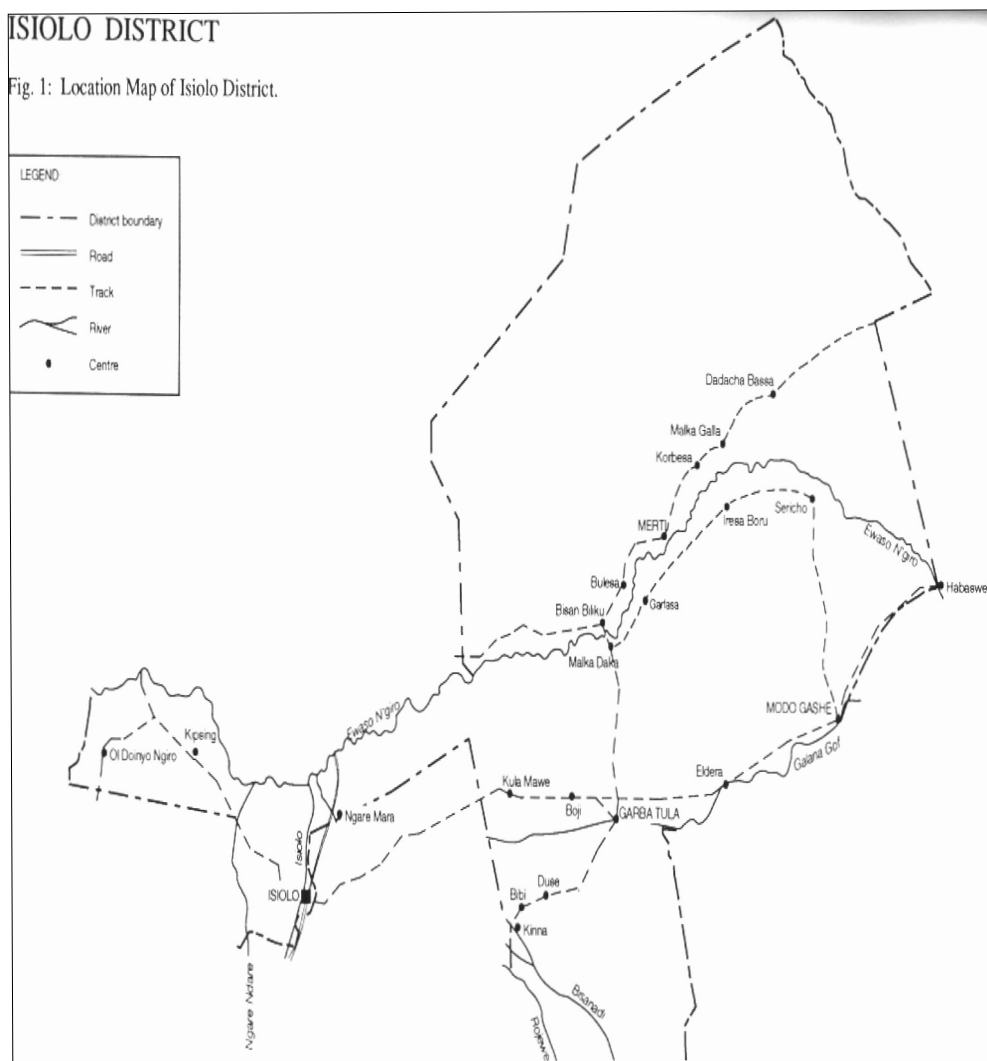 ISIOLO DISTRICT
Fig. 1: Location Map of Isiolo District.
LEGEND
District boundary
Road
Track
River
Centre
Dadacha Bassa
Malka Galla
Korbesa
Sericho
Iresa Boru
MERTI
Ewaso N'giro
Bulesa
Habaswe
Garfasa
Bisan Biliku
Malka Daka
Ewaso N'giro
MODO GASHE
Galana Gof
Kipsing
Ol Doinyo Ngiro
Eldera
Kula Mawe
Boji
Ngare Mara
GARBA TULA
Isiolo
ISIOLO
Duse
Bibi
Kinna
Bisanadi
Rojewe
Ngare Ndare